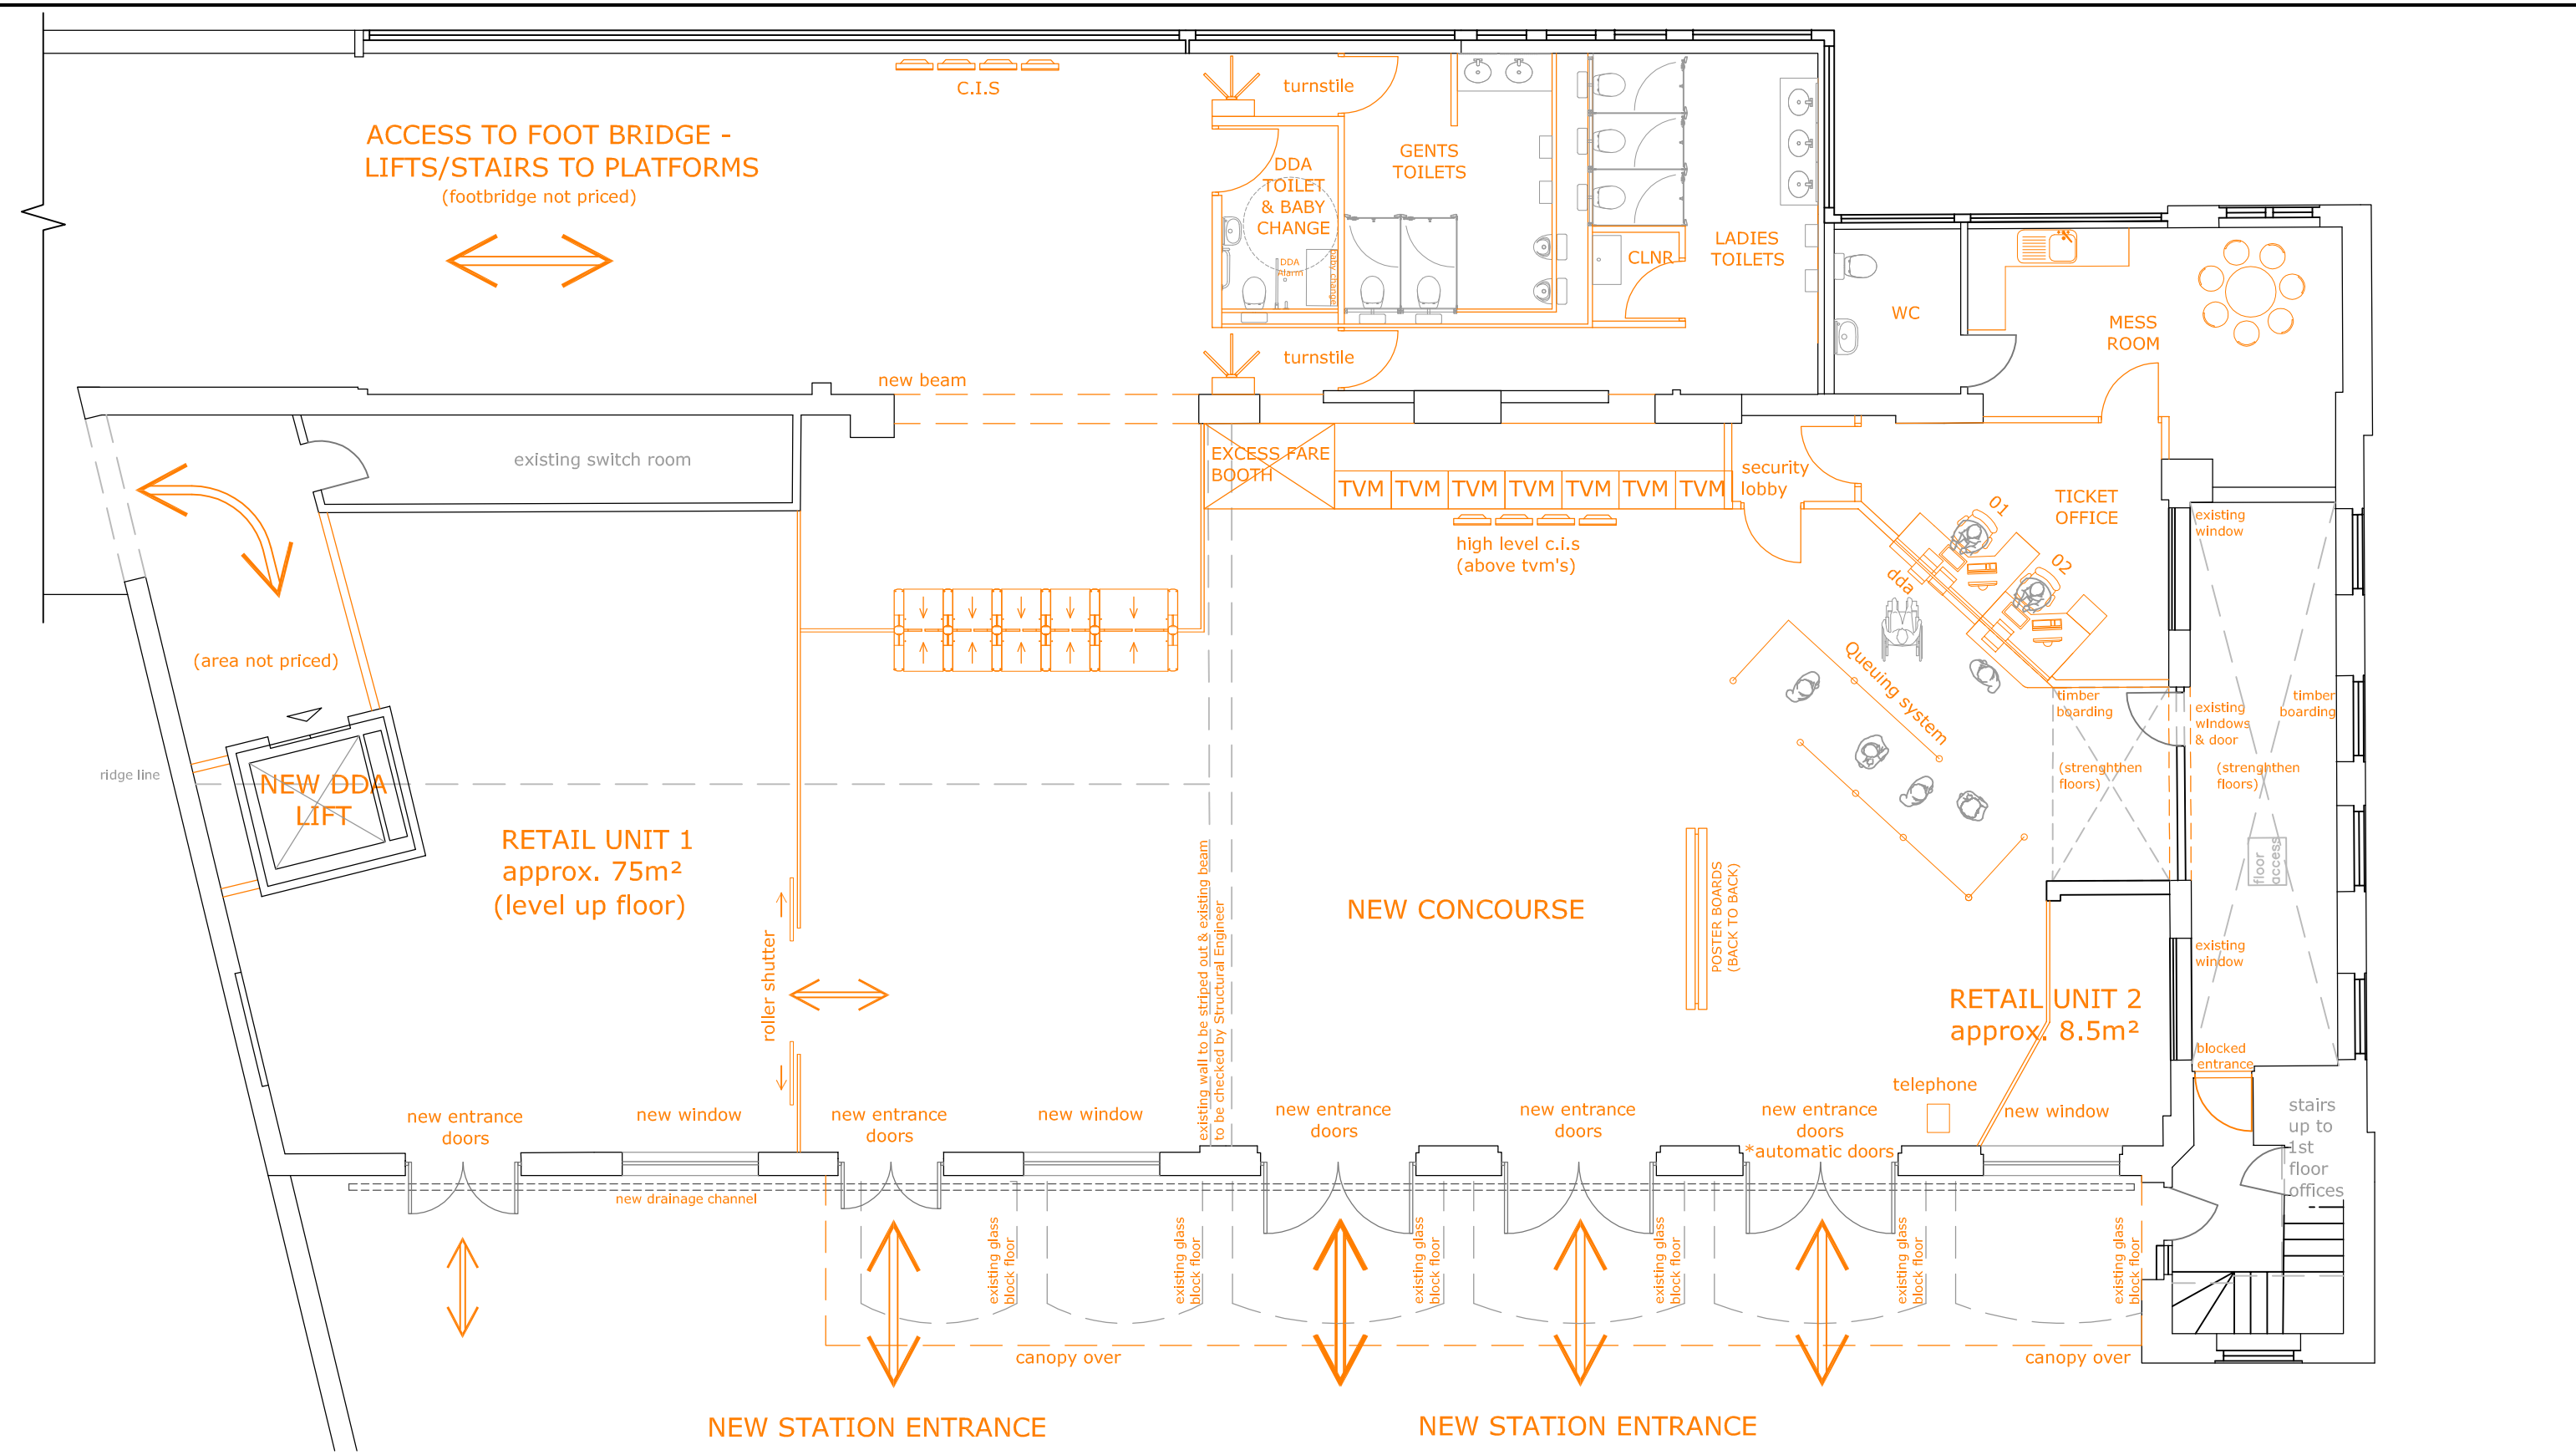 C.I.S
turnstile
ACCESS TO FOOT BRIDGE -
LIFTS/STAIRS TO PLATFORMS
(footbridge not priced)
DDA
TOILET
& BABY
CHANGE
DDA
Alarm
baby change
GENTS
TOILETS
CLNR
LADIES
TOILETS
WC
MESS
ROOM
turnstile
new beam
existing switch room
EXCESS FARE
BOOTH
TVM
TVM
TVM
TVM
TVM
TVM
TVM
security
lobby
TICKET
OFFICE
01
02
dda
existing
window
high level c.i.s
(above tvm's)
(area not priced)
Queuing system
timber
boarding
existing
windows
& door
timber
boarding
(strenghthen
floors)
(strenghthen
floors)
ridge line
NEW DDA
LIFT
RETAIL UNIT 1
approx. 75m²
(level up floor)
roller shutter
existing wall to be striped out & existing beam
to be checked by Structural Engineer
NEW CONCOURSE
POSTER BOARDS
(BACK TO BACK)
floor
access
existing
window
RETAIL UNIT 2
approx. 8.5m²
blocked
entrance
telephone
new entrance
doors
new window
new entrance
doors
new window
new entrance
doors
new entrance
doors
new entrance
doors
*automatic doors
new window
stairs
up to
1st
floor
offices
new drainage channel
existing glass
block floor
existing glass
block floor
existing glass
block floor
existing glass
block floor
existing glass
block floor
existing glass
block floor
canopy over
canopy over
NEW STATION ENTRANCE
NEW STATION ENTRANCE